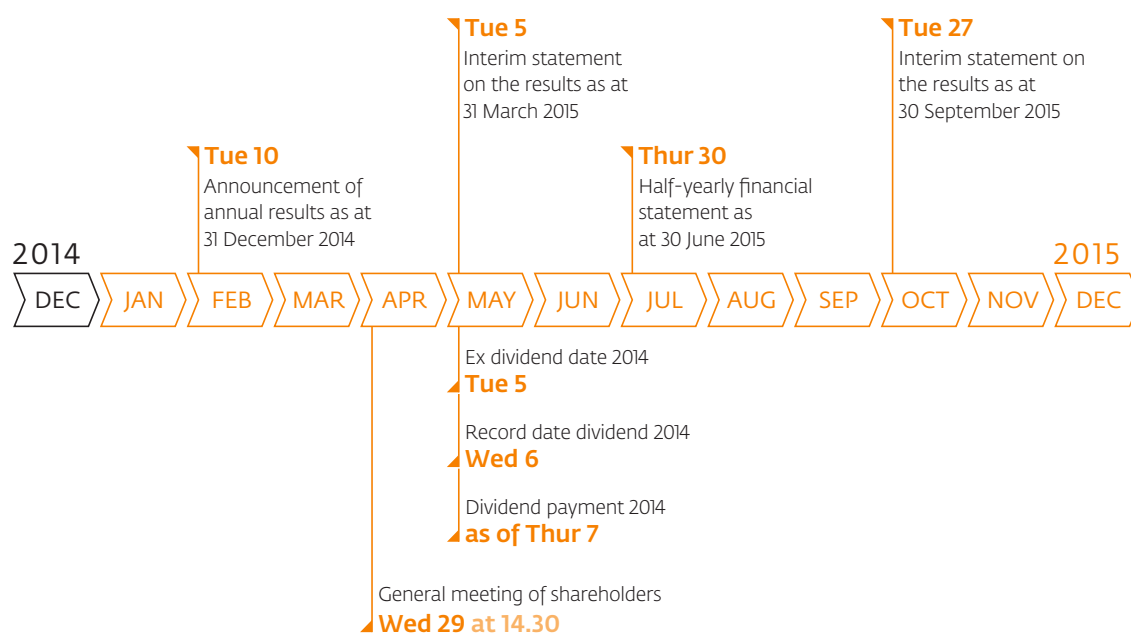 Tue 5
Interim statement
on the results as at
31 March 2015
Tue 27
Interim statement on
the results as at
30 September 2015
Tue 10
Announcement of
annual results as at
31 December 2014
Thur 30
Half-yearly financial
statement as
at 30 June 2015
2014
2015
DEC JAN FEB MAR APR MAY JUN JUL AUG SEP OCT NOV DEC
Ex dividend date 2014
Tue 5
Record date dividend 2014
Wed 6
Dividend payment 2014
as of Thur 7
General meeting of shareholders
Wed 29 at 14.30